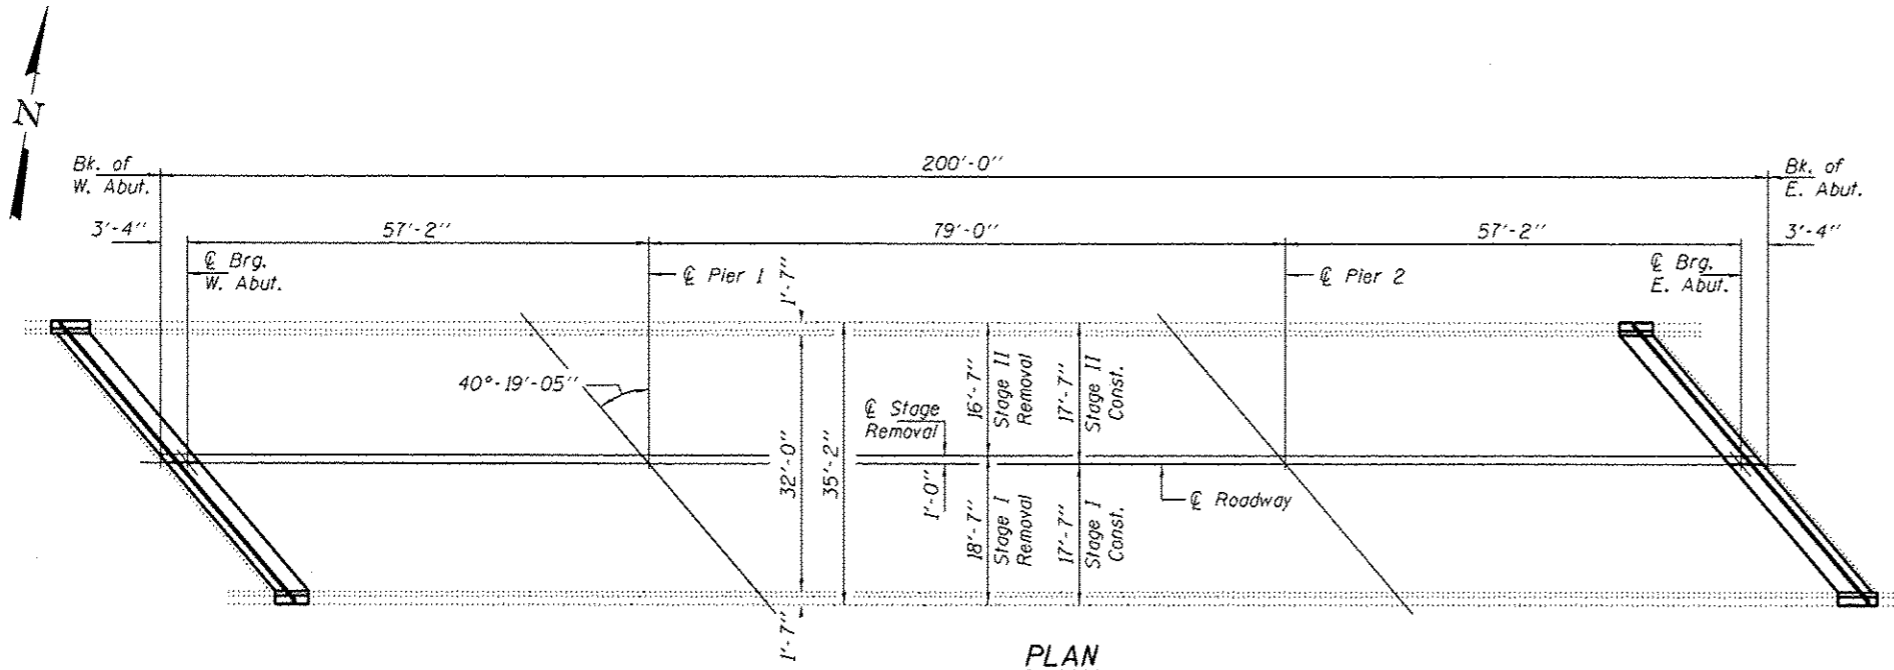 N
Bk. of
W. Abut.
200'-0"
Bk. of
E. Abut.
3'-4"
57'-2"
79'-0"
57'-2"
3'-4"
℄ Brg.
W. Abut.
℄ Pier 1
1'-7"
℄ Pier 2
℄ Brg.
E. Abut.
40°-19'-05"
℄ Stage
Removal
32'-0"
35'-2"
16'-7"
Stage II
Removal
17'-7"
Stage II
Const.
1'-0"
18'-7"
Stage I
Removal
17'-7"
Stage I
Const.
℄ Roadway
1'-7"
PLAN